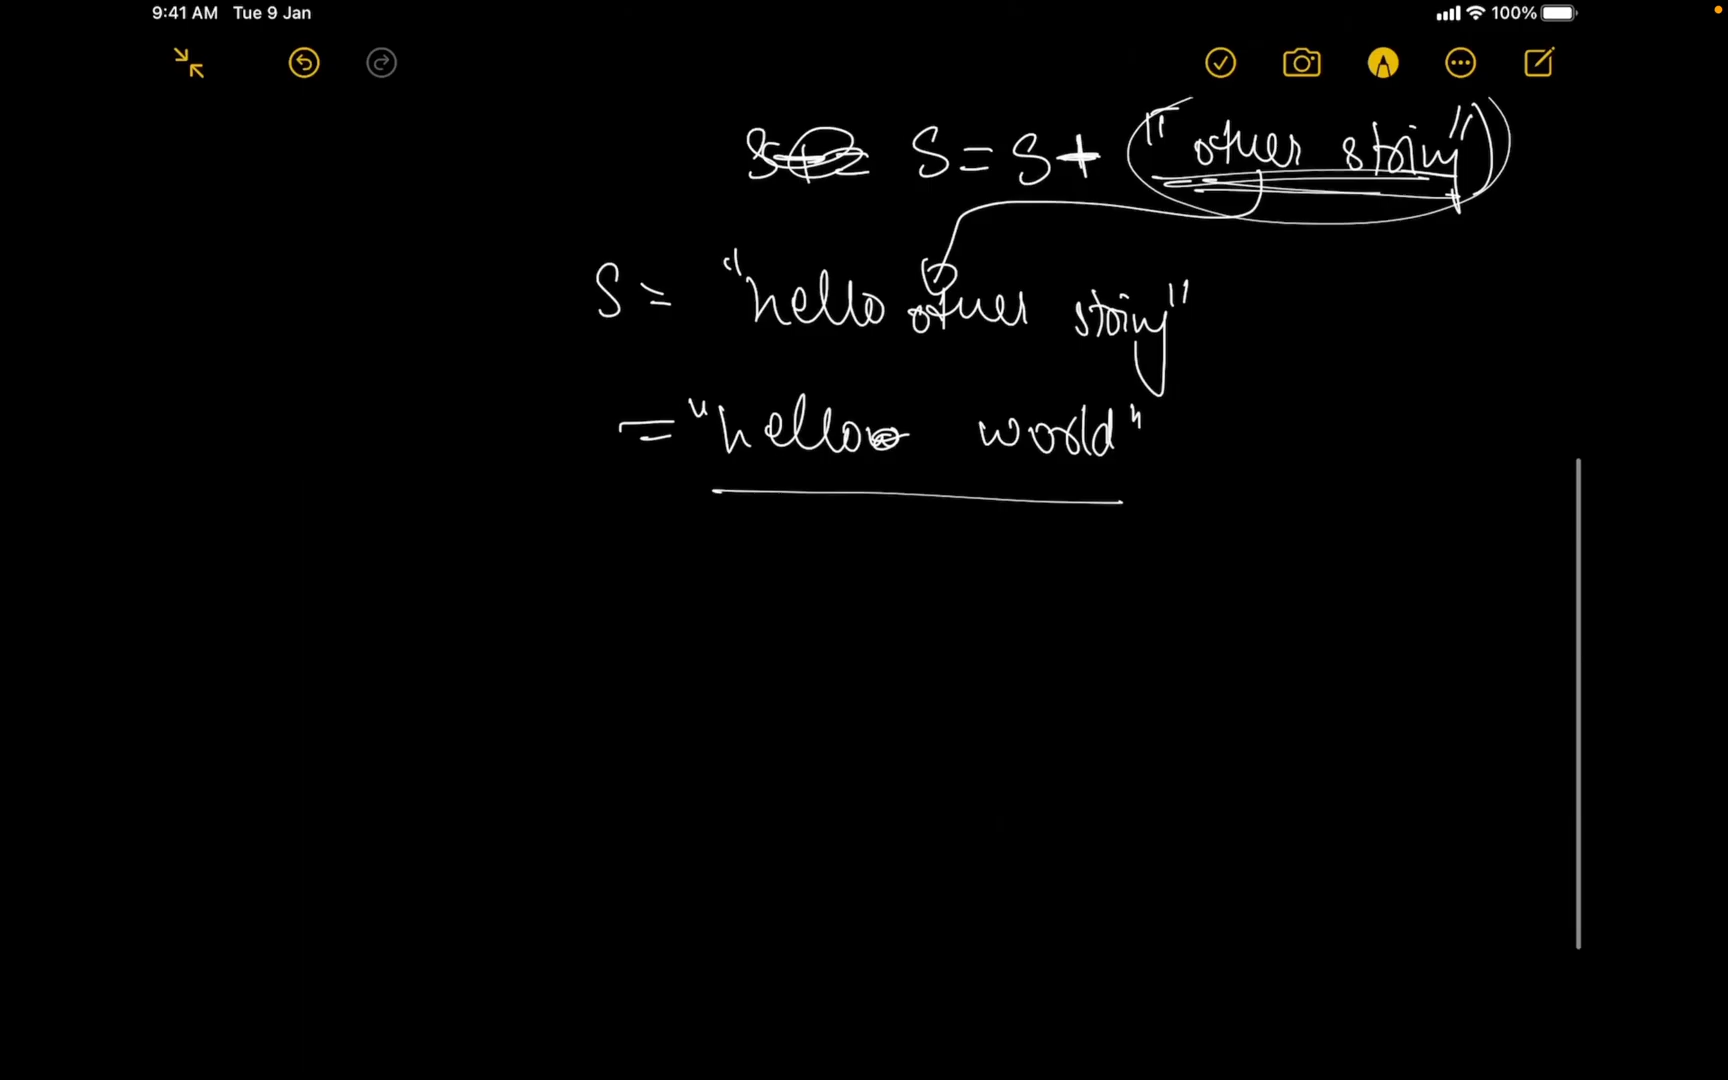 9:41 AM Tue 9 Jan 100%
S = S + "other string"
S = "hello other string"
= "hello world"